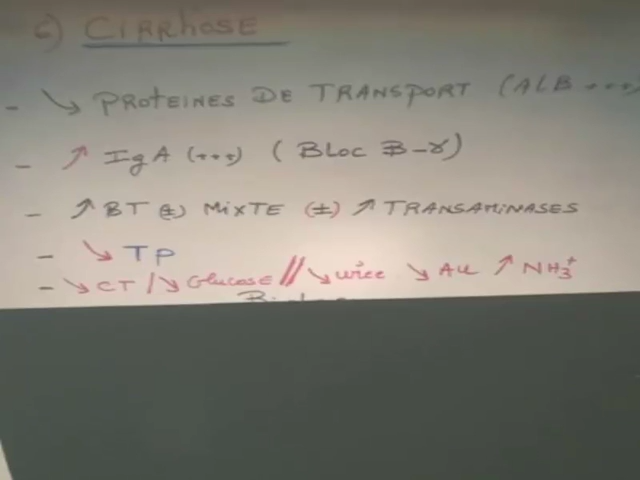 c) CIRRHOSE
- ↘ PROTEINES DE TRANSPORT (ALB +++)
- ↗ IgA (+++) ( BLOC β-γ)
- ↗ BT (±) MIXTE (±) ↗ TRANSAMINASES
- ↘ TP
- ↘ CT / ↘ Glucose // ↘ urée ↘ AU ↗ NH3+